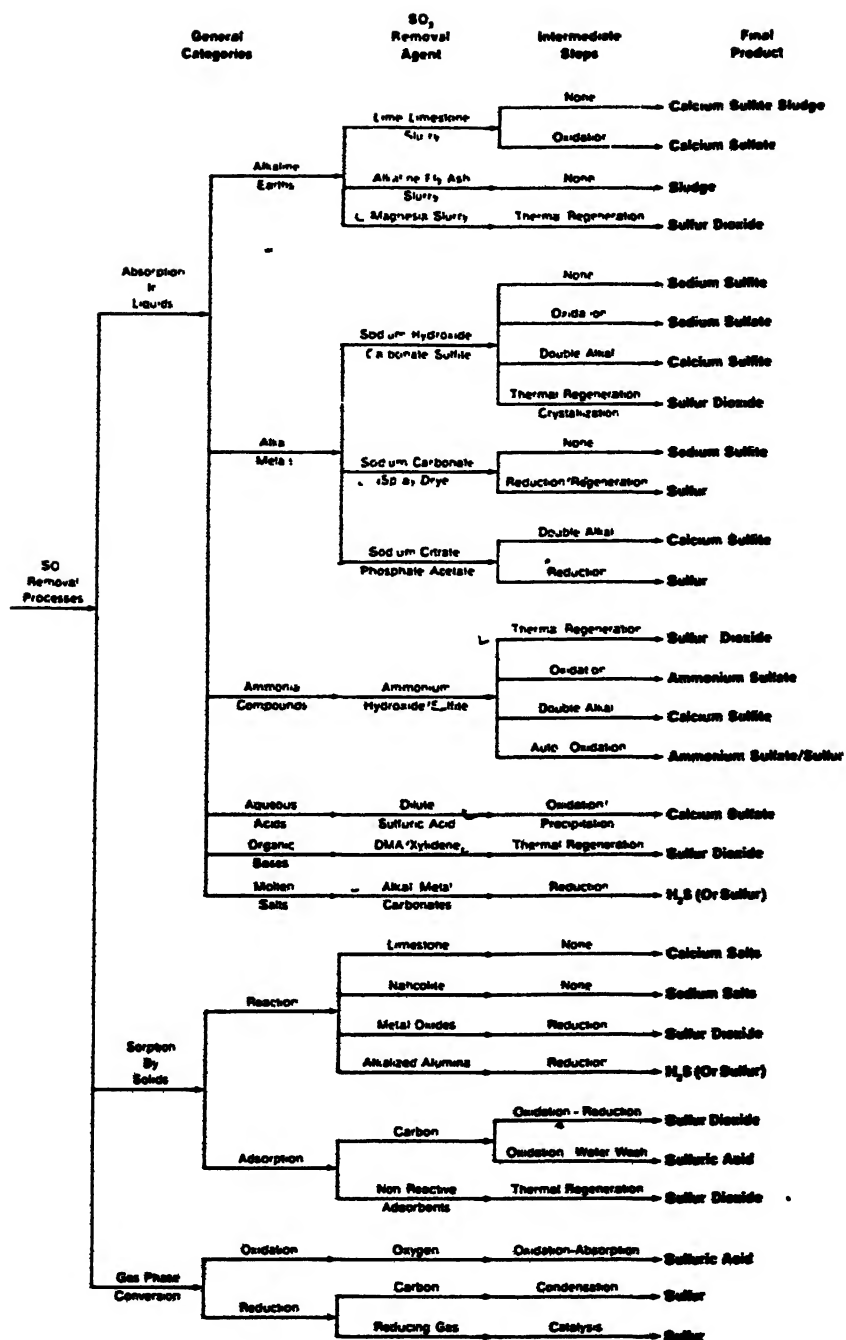 General Categories
SO₂ Removal Agent
Intermediate Steps
Final Product
None
Calcium Sulfite Sludge
Lime Limestone
Slurry
Oxidation
Calcium Sulfate
Alkaline
Earths
Alkaline Fly Ash
Slurry
None
Sludge
Magnesia Slurry
Thermal Regeneration
Sulfur Dioxide
Absorption
In
Liquids
None
Sodium Sulfite
Oxidation
Sodium Sulfate
Sodium Hydroxide
Carbonate Sulfite
Double Alkal
Calcium Sulfite
Thermal Regeneration
Crystallization
Sulfur Dioxide
Alka
Metals
None
Sodium Sulfite
Sodium Carbonate
(Spray Drye
Reduction/Regeneration
Sulfur
Double Alkal
Calcium Sulfite
Sodium Citrate
Phosphate Acetate
Reduction
Sulfur
SO
Removal
Processes
Thermal Regeneration
Sulfur Dioxide
Oxidation
Ammonium Sulfate
Ammonia
Compounds
Ammonium
Hydroxide/Sulfite
Double Alkal
Calcium Sulfite
Auto Oxidation
Ammonium Sulfate/Sulfur
Aqueous
Acids
Dilute
Sulfuric Acid
Oxidation/
Precipitation
Calcium Sulfate
Organic
Bases
DMA/Xylidene
Thermal Regeneration
Sulfur Dioxide
Molten
Salts
Alkal Metal
Carbonates
Reduction
H₂S (Or Sulfur)
Limestone
None
Calcium Salts
Reaction
Nahcolite
None
Sodium Salts
Metal Oxides
Reduction
Sulfur Dioxide
Alkalized Alumina
Reduction
H₂S (Or Sulfur)
Sorption
By
Solids
Oxidation - Reduction
Sulfur Dioxide
Carbon
Oxidation Water Wash
Sulfuric Acid
Adsorption
Non Reactive
Adsorbents
Thermal Regeneration
Sulfur Dioxide
Oxidation
Oxygen
Oxidation-Absorption
Sulfuric Acid
Gas Phase
Conversion
Carbon
Condensation
Sulfur
Reduction
Reducing Gas
Catalysis
Sulfur